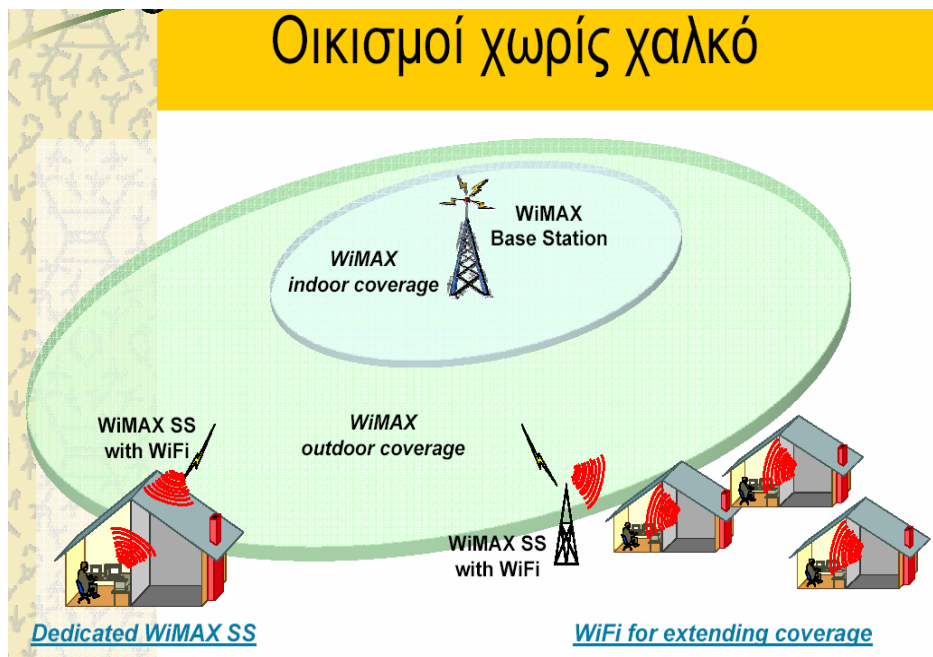 Οικισμοί χωρίς χαλκό
WiMAX
Base Station
WiMAX
indoor coverage
WiMAX SS
with WiFi
WiMAX
outdoor coverage
WiMAX SS
with WiFi
Dedicated WiMAX SS
WiFi for extending coverage